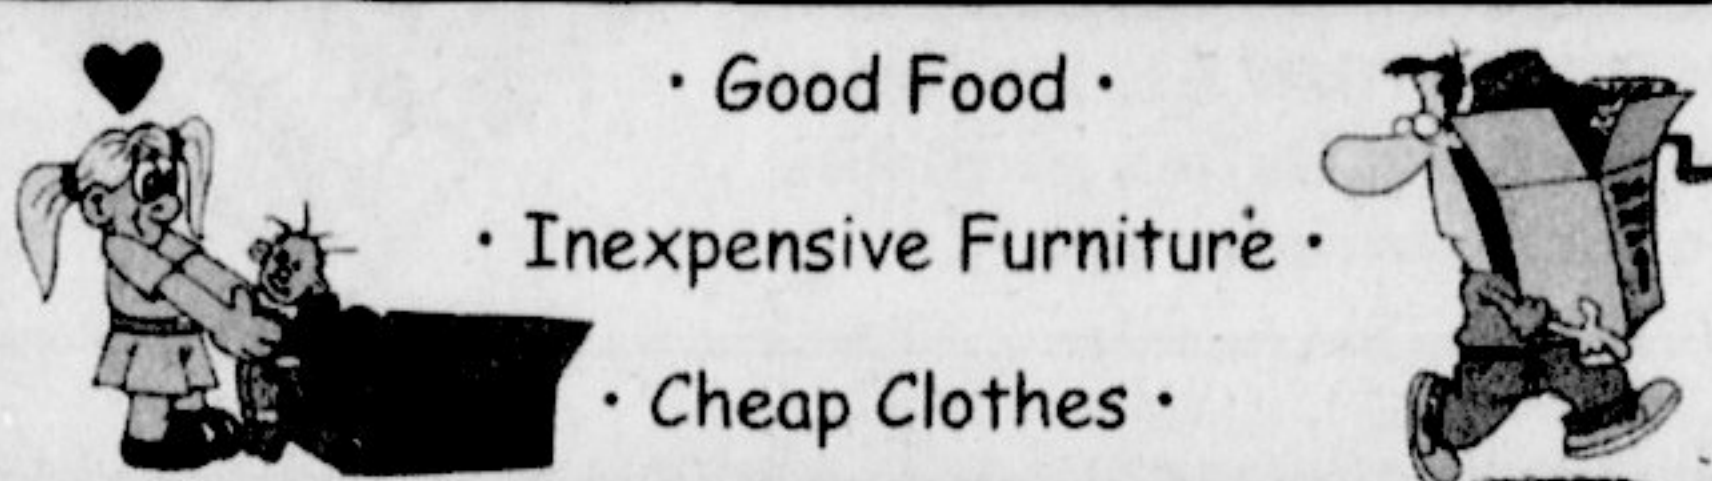 · Good Food ·
· Inexpensive Furniture ·
· Cheap Clothes ·